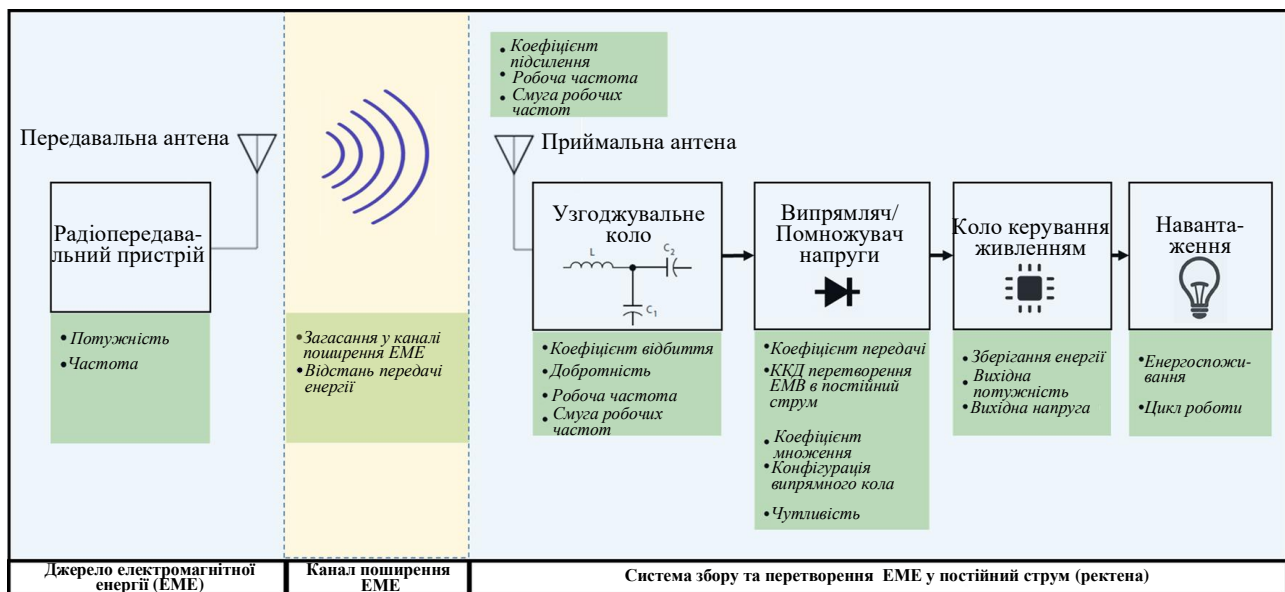 Передавальна антена
Радіопередава-
льний пристрій
• Потужність
• Частота
• Загасання у каналі
поширення ЕМЕ
• Відстань передачі
енергії
• Коефіцієнт
підсилення
• Робоча частота
• Смуга робочих
частот
Приймальна антена
Узгоджувальне
коло
L
C2
C1
• Коефіцієнт відбиття
• Добротність
• Робоча частота
• Смуга робочих
частот
Випрямляч/
Помножувач
напруги
• Коефіцієнт передачі
• ККД перетворення
ЕМВ в постійний
струм
• Коефіцієнт
множення
• Конфігурація
випрямного кола
• Чутливість
Коло керування
живленням
• Зберігання енергії
• Вихідна
потужність
• Вихідна напруга
Наванта-
ження
• Енергоспожи-
вання
• Цикл роботи
Джерело електромагнітної
енергії (ЕМЕ)
Канал поширення
ЕМЕ
Система збору та перетворення ЕМЕ у постійний струм (ректена)